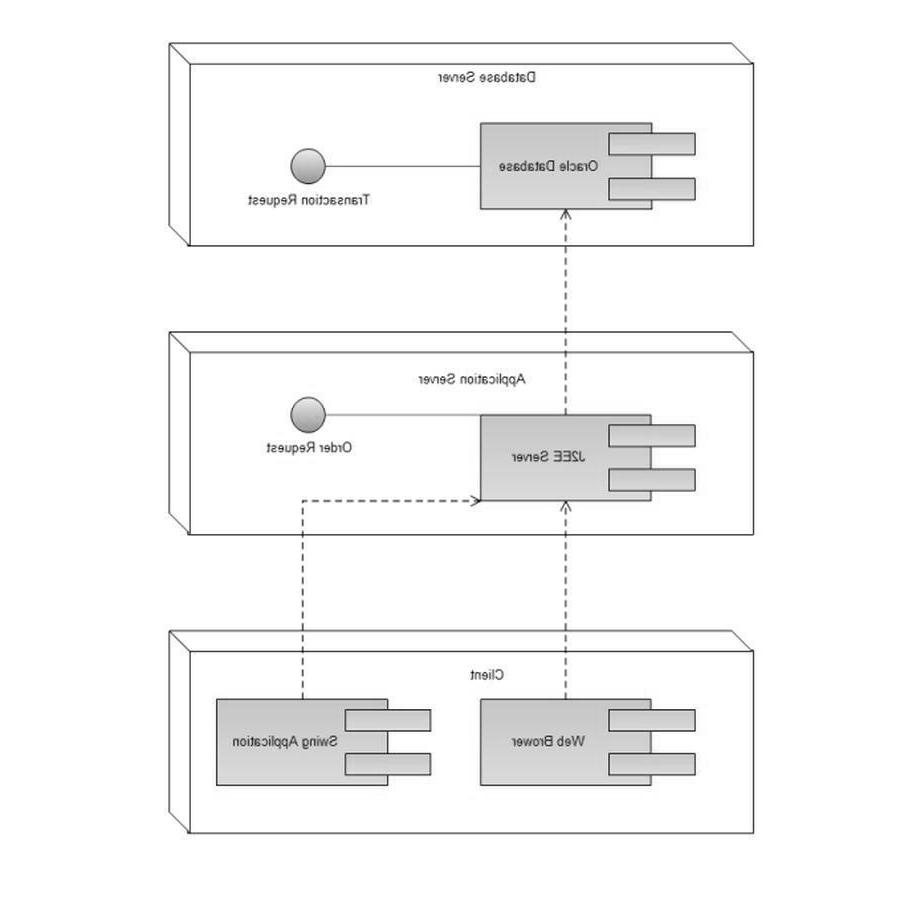 Database Server
Oracle Database
Transaction Request
Application Server
Order Request
J2EE Server
Client
Web Brower
Swing Application